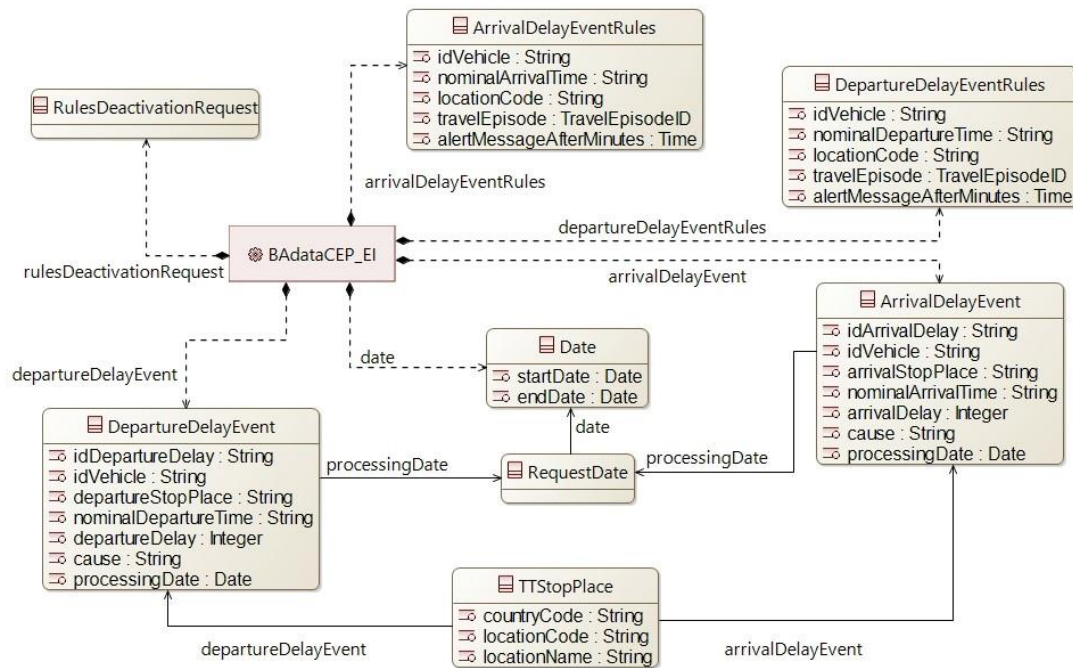 ArrivalDelayEventRules
idVehicle : String
nominalArrivalTime : String
locationCode : String
travelEpisode : TravelEpisodeID
alertMessageAfterMinutes : Time
DepartureDelayEventRules
idVehicle : String
nominalDepartureTime : String
locationCode : String
travelEpisode : TravelEpisodeID
alertMessageAfterMinutes : Time
RulesDeactivationRequest
arrivalDelayEventRules
departureDelayEventRules
BAdataCEP_EI
rulesDeactivationRequest
arrivalDelayEvent
ArrivalDelayEvent
idArrivalDelay : String
idVehicle : String
arrivalStopPlace : String
nominalArrivalTime : String
arrivalDelay : Integer
cause : String
processingDate : Date
Date
startDate : Date
endDate : Date
date
departureDelayEvent
date
DepartureDelayEvent
idDepartureDelay : String
idVehicle : String
departureStopPlace : String
nominalDepartureTime : String
departureDelay : Integer
cause : String
processingDate : Date
processingDate
RequestDate
processingDate
TTStopPlace
countryCode : String
locationCode : String
locationName : String
departureDelayEvent
arrivalDelayEvent